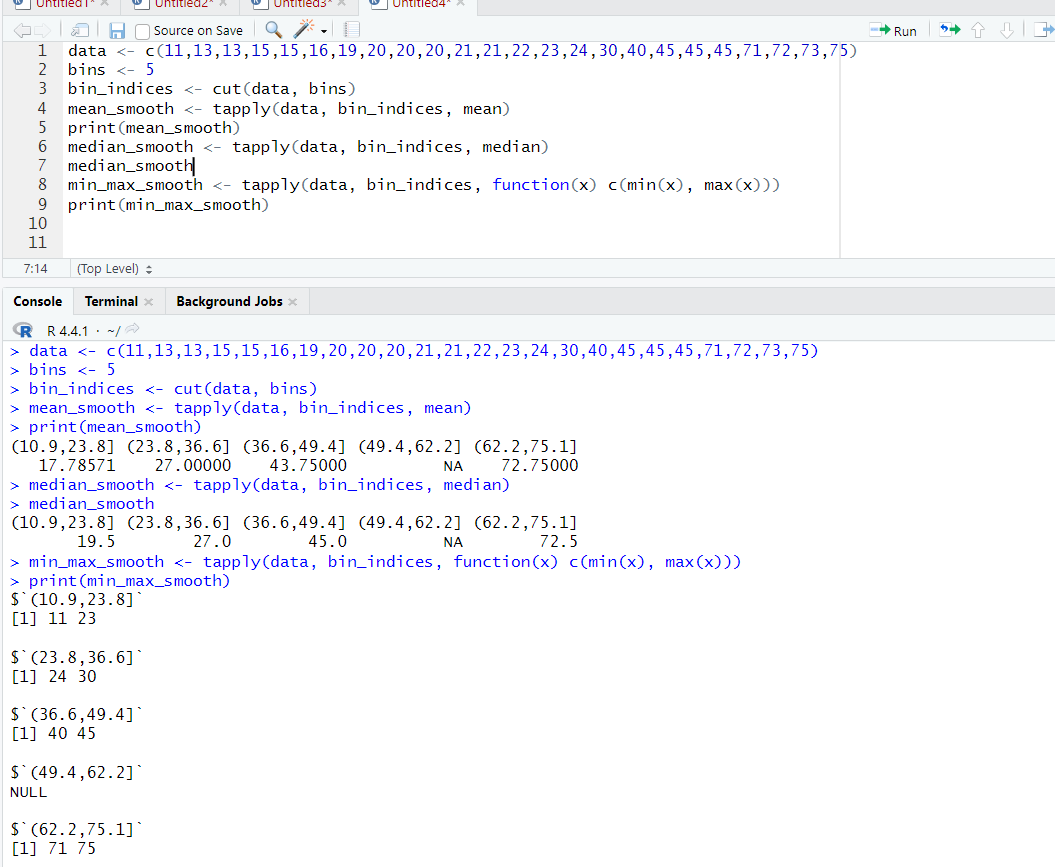 Untitled1* × Untitled2* × Untitled3* × Untitled4* ×
Source on Save Run
1 data <- c(11,13,13,15,15,16,19,20,20,20,21,21,22,23,24,30,40,45,45,45,71,72,73,75)
2 bins <- 5
3 bin_indices <- cut(data, bins)
4 mean_smooth <- tapply(data, bin_indices, mean)
5 print(mean_smooth)
6 median_smooth <- tapply(data, bin_indices, median)
7 median_smooth
8 min_max_smooth <- tapply(data, bin_indices, function(x) c(min(x), max(x)))
9 print(min_max_smooth)
10
11
7:14 (Top Level)
Console Terminal × Background Jobs ×
R R 4.4.1 · ~/
> data <- c(11,13,13,15,15,16,19,20,20,20,21,21,22,23,24,30,40,45,45,45,71,72,73,75)
> bins <- 5
> bin_indices <- cut(data, bins)
> mean_smooth <- tapply(data, bin_indices, mean)
> print(mean_smooth)
(10.9,23.8] (23.8,36.6] (36.6,49.4] (49.4,62.2] (62.2,75.1]
17.78571 27.00000 43.75000 NA 72.75000
> median_smooth <- tapply(data, bin_indices, median)
> median_smooth
(10.9,23.8] (23.8,36.6] (36.6,49.4] (49.4,62.2] (62.2,75.1]
19.5 27.0 45.0 NA 72.5
> min_max_smooth <- tapply(data, bin_indices, function(x) c(min(x), max(x)))
> print(min_max_smooth)
$`(10.9,23.8]`
[1] 11 23
$`(23.8,36.6]`
[1] 24 30
$`(36.6,49.4]`
[1] 40 45
$`(49.4,62.2]`
NULL
$`(62.2,75.1]`
[1] 71 75